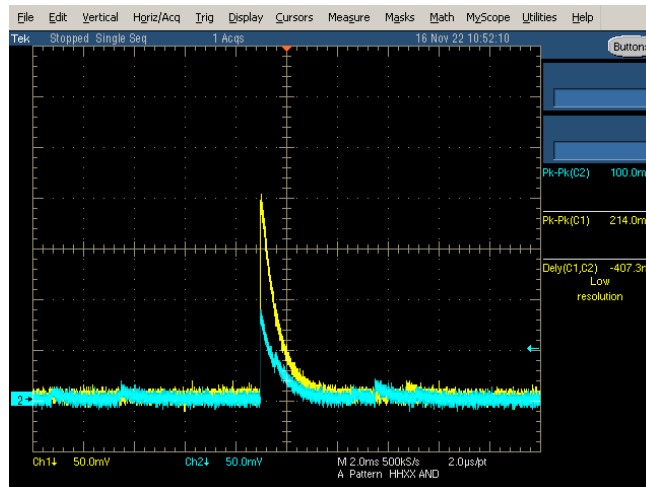 File Edit Vertical Horiz/Acq Trig Display Cursors Measure Masks Math MyScope Utilities Help
Tek Stopped Single Seq 1 Acqs 16 Nov 22 10:52:10 Buttons
Pk-Pk(C2) 100.0m
Pk-Pk(C1) 214.0m
Dely(C1,C2) -407.3n
Low
resolution
2
Ch1 50.0mV Ch2 50.0mV M 2.0ms 500kS/s 2.0µs/pt
A Pattern HHXX AND